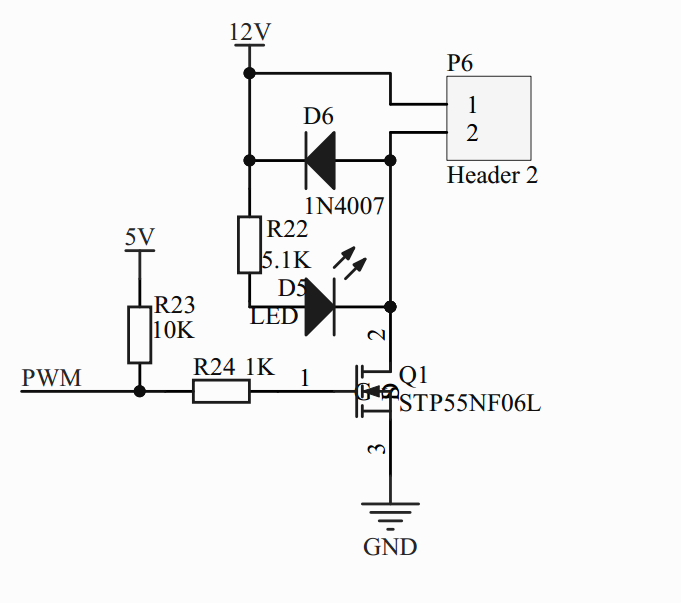 12V
P6
1
2
Header 2
D6
1N4007
R22
5.1K
5V
D5
LED
R23
10K
2
R24 1K
1
PWM
G
Q1
STP55NF06L
3
GND